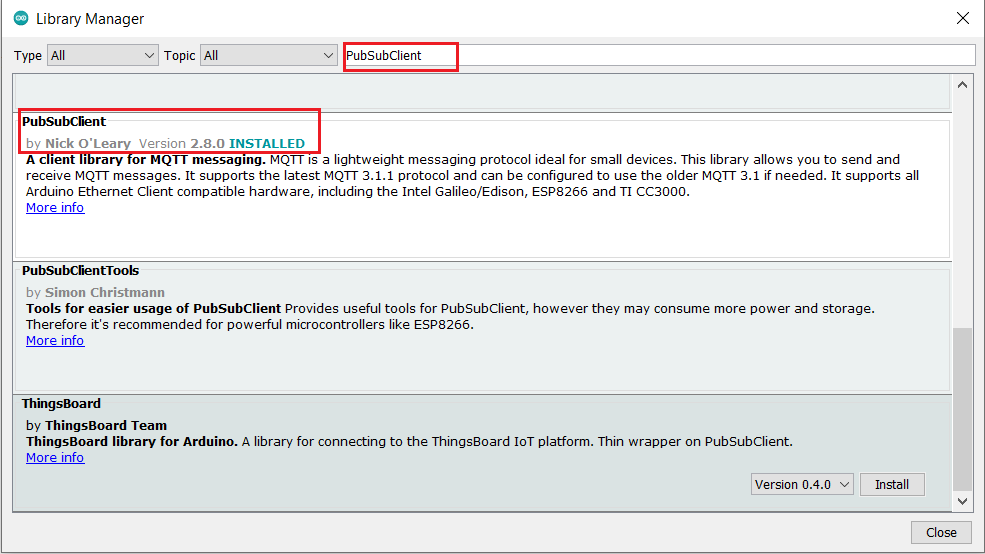 Library Manager
Type All Topic All PubSubClient
PubSubClient
by Nick O'Leary Version 2.8.0 INSTALLED
A client library for MQTT messaging. MQTT is a lightweight messaging protocol ideal for small devices. This library allows you to send and
receive MQTT messages. It supports the latest MQTT 3.1.1 protocol and can be configured to use the older MQTT 3.1 if needed. It supports all
Arduino Ethernet Client compatible hardware, including the Intel Galileo/Edison, ESP8266 and TI CC3000.
More info
PubSubClientTools
by Simon Christmann
Tools for easier usage of PubSubClient Provides useful tools for PubSubClient, however they may consume more power and storage.
Therefore it's recommended for powerful microcontrollers like ESP8266.
More info
ThingsBoard
by ThingsBoard Team
ThingsBoard library for Arduino. A library for connecting to the ThingsBoard IoT platform. Thin wrapper on PubSubClient.
More info
Version 0.4.0 Install
Close